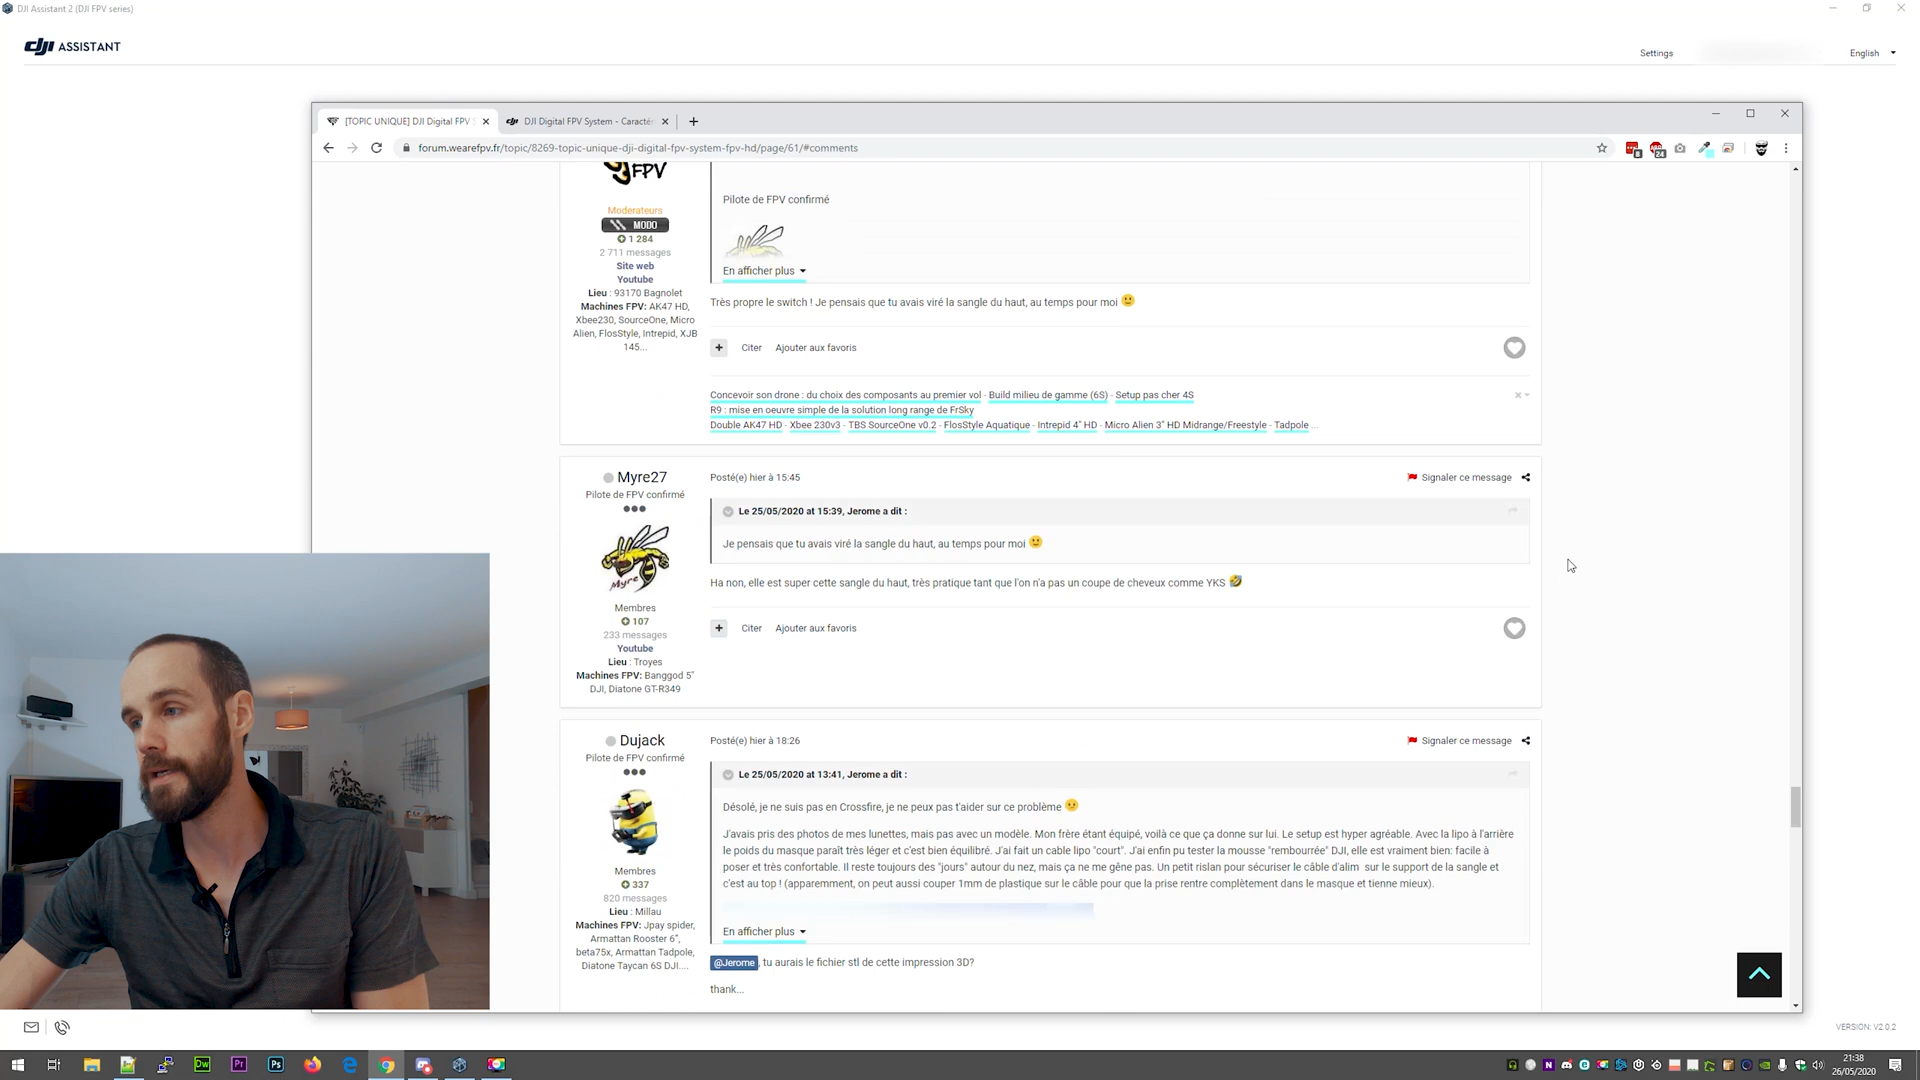 DJI Assistant 2 (DJI FPV series)
dji ASSISTANT
Settings
English
[TOPIC UNIQUE] DJI Digital FPV S
DJI Digital FPV System - Caracté
forum.wearefpv.fr/topic/8269-topic-unique-dji-digital-fpv-system-fpv-hd/page/61/#comments
FPV
Moderateurs
MODO
1 284
2 711 messages
Site web
Youtube
Lieu : 93170 Bagnolet
Machines FPV: AK47 HD,
Xbee230, SourceOne, Micro
Alien, FlosStyle, Intrepid, XJB
145...
Pilote de FPV confirmé
En afficher plus
Très propre le switch ! Je pensais que tu avais viré la sangle du haut, au temps pour moi 🙂
+ Citer Ajouter aux favoris
Concevoir son drone : du choix des composants au premier vol - Build milieu de gamme (6S) - Setup pas cher 4S
R9 : mise en oeuvre simple de la solution long range de FrSky
Double AK47 HD - Xbee 230v3 - TBS SourceOne v0.2 - FlosStyle Aquatique - Intrepid 4" HD - Micro Alien 3" HD Midrange/Freestyle - Tadpole ...
Myre27
Pilote de FPV confirmé
Myre
Membres
107
233 messages
Youtube
Lieu : Troyes
Machines FPV: Banggod 5"
DJI, Diatone GT-R349
Posté(e) hier à 15:45
Signaler ce message
Le 25/05/2020 at 15:39, Jerome a dit :
Je pensais que tu avais viré la sangle du haut, au temps pour moi 🙂
Ha non, elle est super cette sangle du haut, très pratique tant que l'on n'a pas un coupe de cheveux comme YKS 🤣
+ Citer Ajouter aux favoris
Dujack
Pilote de FPV confirmé
Membres
337
820 messages
Lieu : Millau
Machines FPV: Jpay spider,
Armattan Rooster 6",
beta75x, Armattan Tadpole,
Diatone Taycan 6S DJI....
Posté(e) hier à 18:26
Signaler ce message
Le 25/05/2020 at 13:41, Jerome a dit :
Désolé, je ne suis pas en Crossfire, je ne peux pas t'aider sur ce problème 😕
J'avais pris des photos de mes lunettes, mais pas avec un modèle. Mon frère étant équipé, voilà ce que ça donne sur lui. Le setup est hyper agréable. Avec la lipo à l'arrière
le poids du masque paraît très léger et c'est bien équilibré. J'ai fait un cable lipo "court". J'ai enfin pu tester la mousse "rembourrée" DJI, elle est vraiment bien: facile à
poser et très confortable. Il reste toujours des "jours" autour du nez, mais ça ne me gêne pas. Un petit rislan pour sécuriser le câble d'alim sur le support de la sangle et
c'est au top ! (apparemment, on peut aussi couper 1mm de plastique sur le câble pour que la prise rentre complètement dans le masque et tienne mieux).
En afficher plus
@Jerome, tu aurais le fichier stl de cette impression 3D?
thank...
VERSION: V2.0.2
Dw
Pr
Ps
21:38
26/05/2020